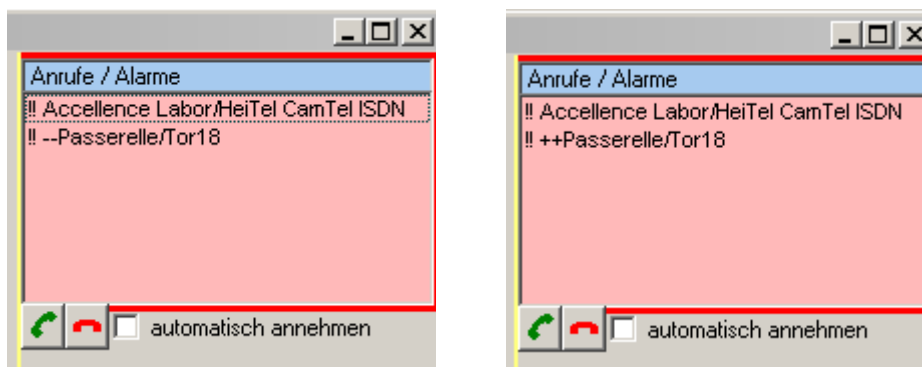 Anrufe / Alarme
!! Accellence Labor/HeiTel CamTel ISDN
!! --Passerelle/Tor18
automatisch annehmen
Anrufe / Alarme
!! Accellence Labor/HeiTel CamTel ISDN
!! ++Passerelle/Tor18
automatisch annehmen